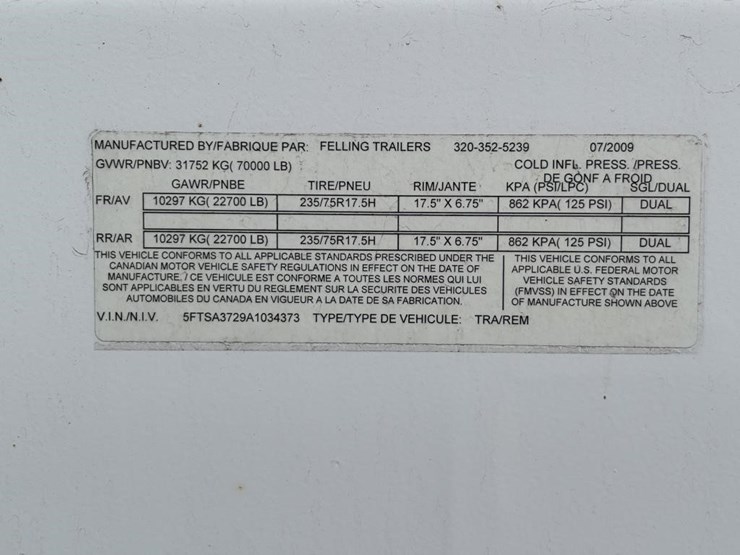 MANUFACTURED BY/FABRIQUE PAR: FELLING TRAILERS 320-352-5239 07/2009
GVWR/PNBV: 31752 KG( 70000 LB) COLD INFL. PRESS. /PRESS.
DE GONF A FROID
GAWR/PNBE TIRE/PNEU RIM/JANTE KPA (PSI/LPC) SGL/DUAL
FR/AV 10297 KG( 22700 LB) 235/75R17.5H 17.5" X 6.75" 862 KPA( 125 PSI) DUAL
RR/AR 10297 KG( 22700 LB) 235/75R17.5H 17.5" X 6.75" 862 KPA( 125 PSI) DUAL
THIS VEHICLE CONFORMS TO ALL APPLICABLE STANDARDS PRESCRIBED UNDER THE
CANADIAN MOTOR VEHICLE SAFETY REGULATIONS IN EFFECT ON THE DATE OF
MANUFACTURE./ CE VEHICULE EST CONFORME A TOUTES LES NORMES QUI LUI
SONT APPLICABLES EN VERTU DU REGLEMENT SUR LA SECURITE DES VEHICULES
AUTOMOBILES DU CANADA EN VIGUEUR A LA DATE DE SA FABRICATION.
THIS VEHICLE CONFORMS TO ALL
APPLICABLE U.S. FEDERAL MOTOR
VEHICLE SAFETY STANDARDS
(FMVSS) IN EFFECT ON THE DATE
OF MANUFACTURE SHOWN ABOVE
V.I.N./N.I.V. 5FTSA3729A1034373 TYPE/TYPE DE VEHICULE: TRA/REM